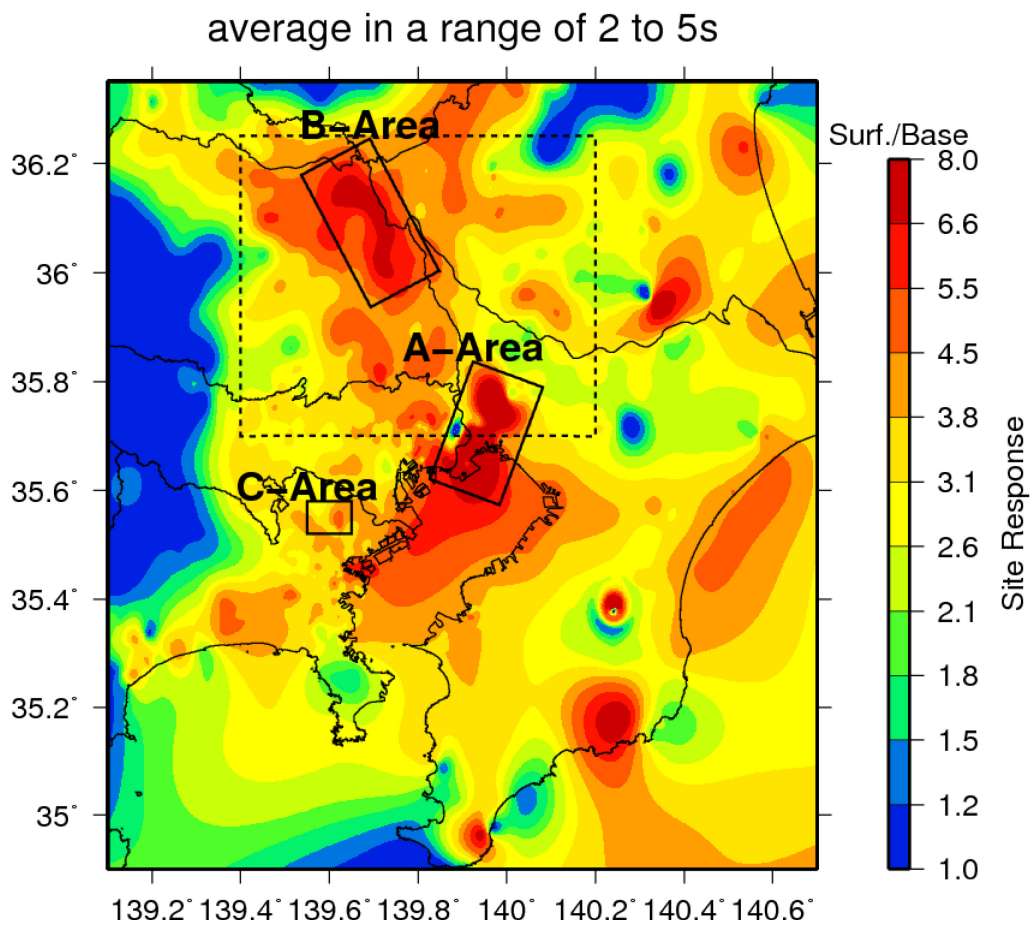 average in a range of 2 to 5s
Surf./Base
B-Area
A-Area
C-Area
36.2°
36°
35.8°
35.6°
35.4°
35.2°
35°
139.2° 139.4° 139.6° 139.8° 140° 140.2° 140.4° 140.6°
8.0
6.6
5.5
4.5
3.8
3.1
2.6
2.1
1.8
1.5
1.2
1.0
Site Response